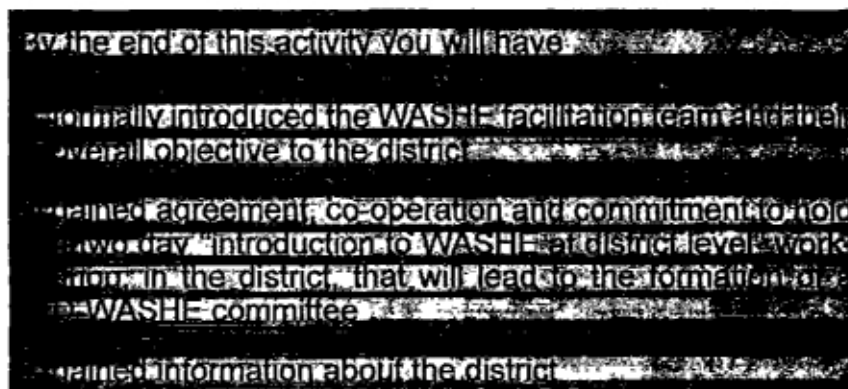 By the end of this activity you will have
formally introduced the WASHE facilitation team and their
overall objective to the district
gained agreement, co-operation and commitment to hold
two day "introduction to WASHE at district level" work-
in the district, that will lead to the formation of a
WASHE committee
gained information about the district